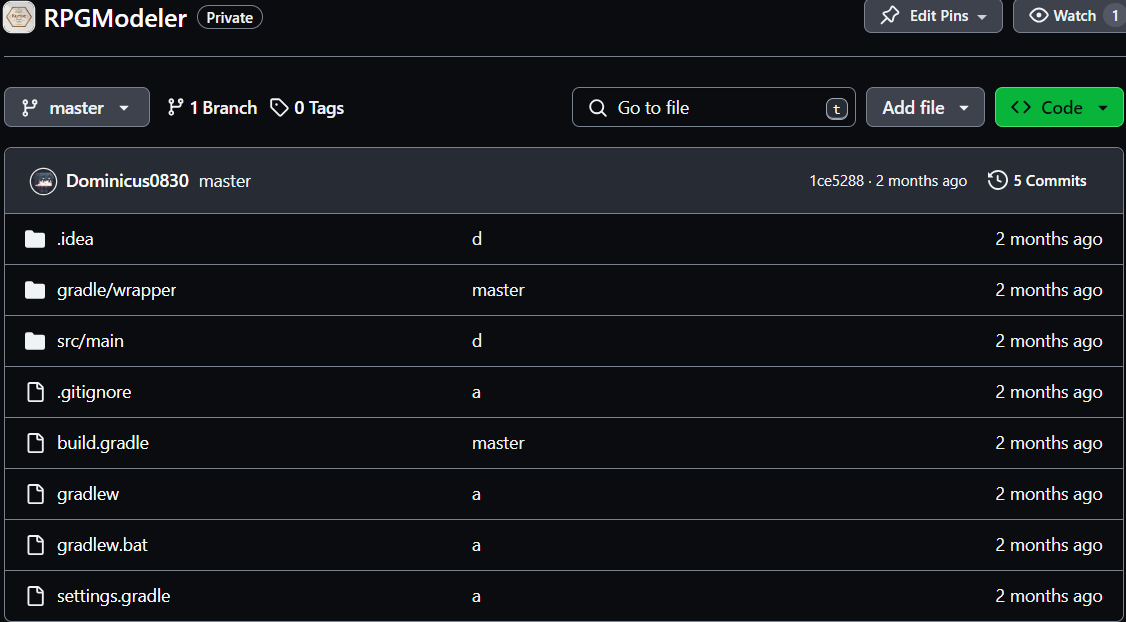 RPGModeler Private Edit Pins Watch 1
master 1 Branch 0 Tags Go to file t Add file Code
Dominicus0830 master 1ce5288 · 2 months ago 5 Commits
.idea d 2 months ago
gradle/wrapper master 2 months ago
src/main d 2 months ago
.gitignore a 2 months ago
build.gradle master 2 months ago
gradlew a 2 months ago
gradlew.bat a 2 months ago
settings.gradle a 2 months ago